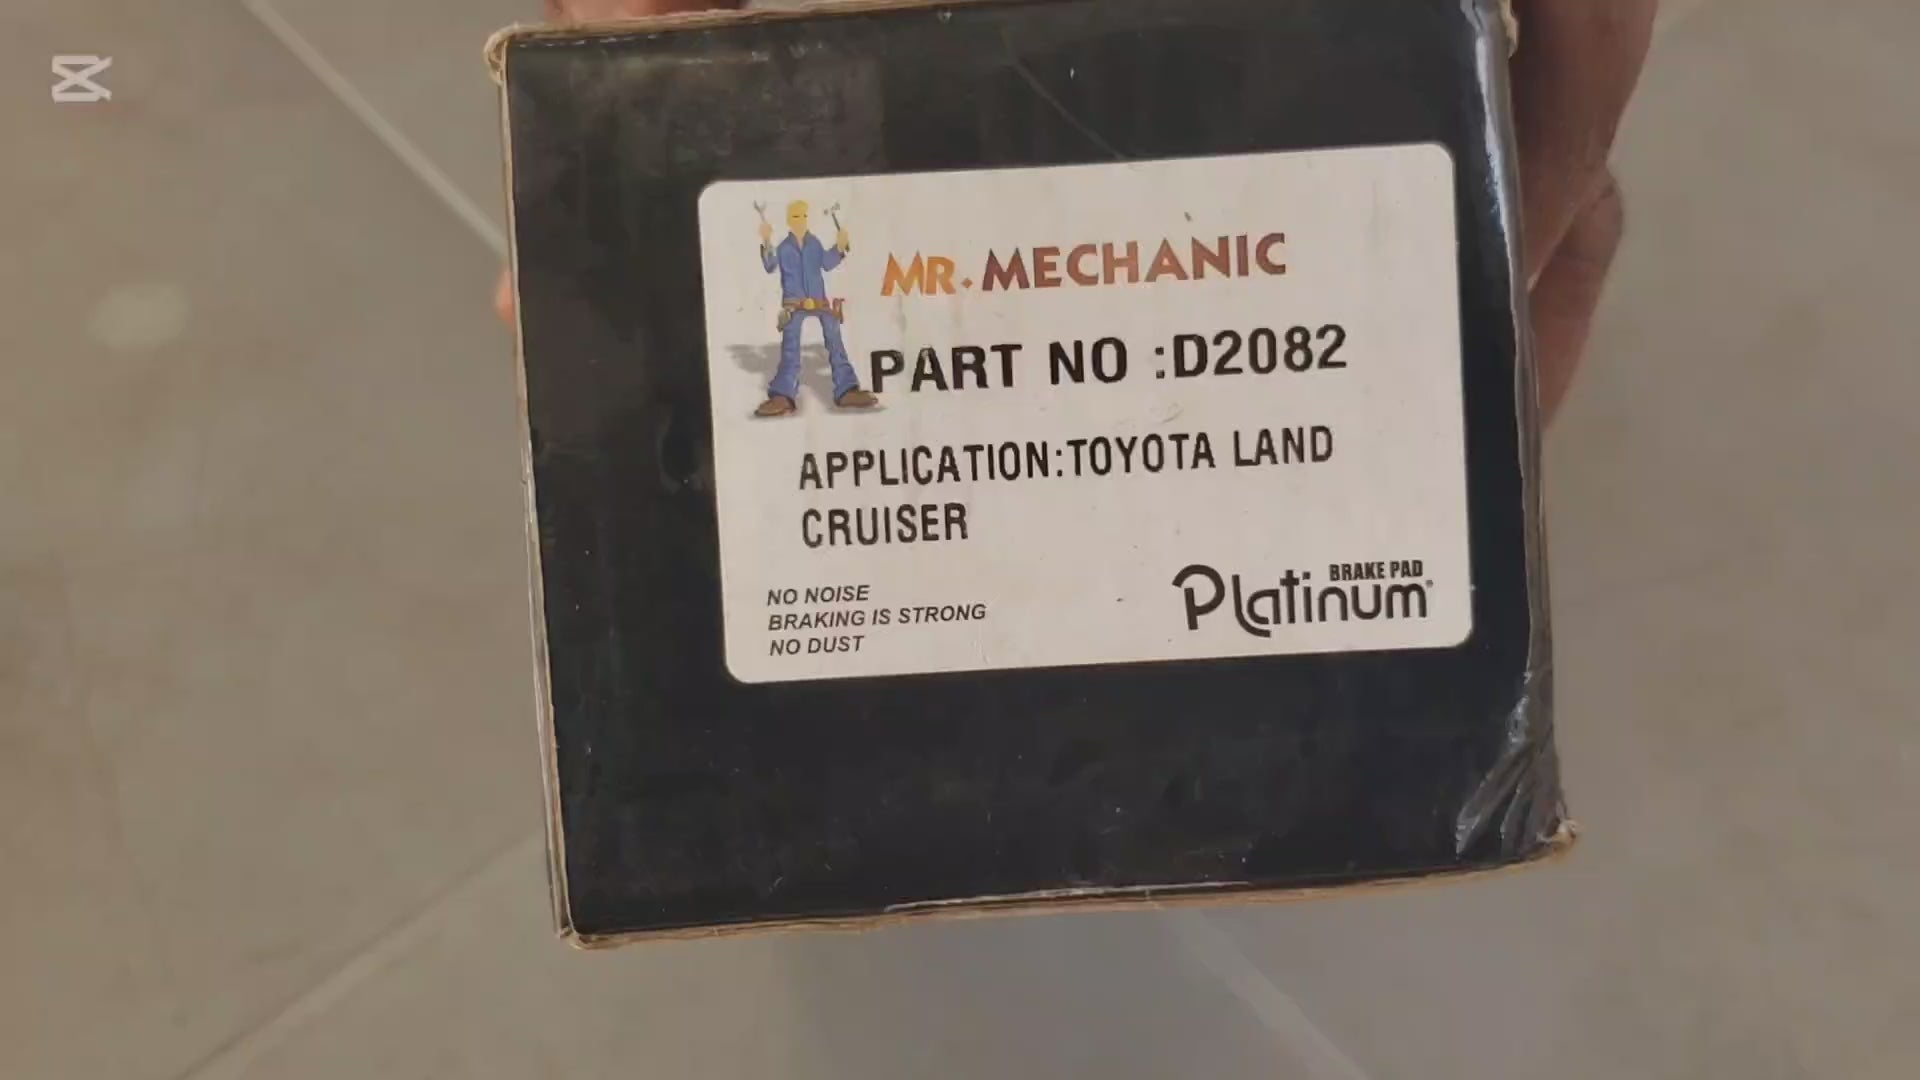 MR. MECHANIC
PART NO :D2082
APPLICATION:TOYOTA LAND
CRUISER
NO NOISE
BRAKING IS STRONG
NO DUST
BRAKE PAD
Platinum